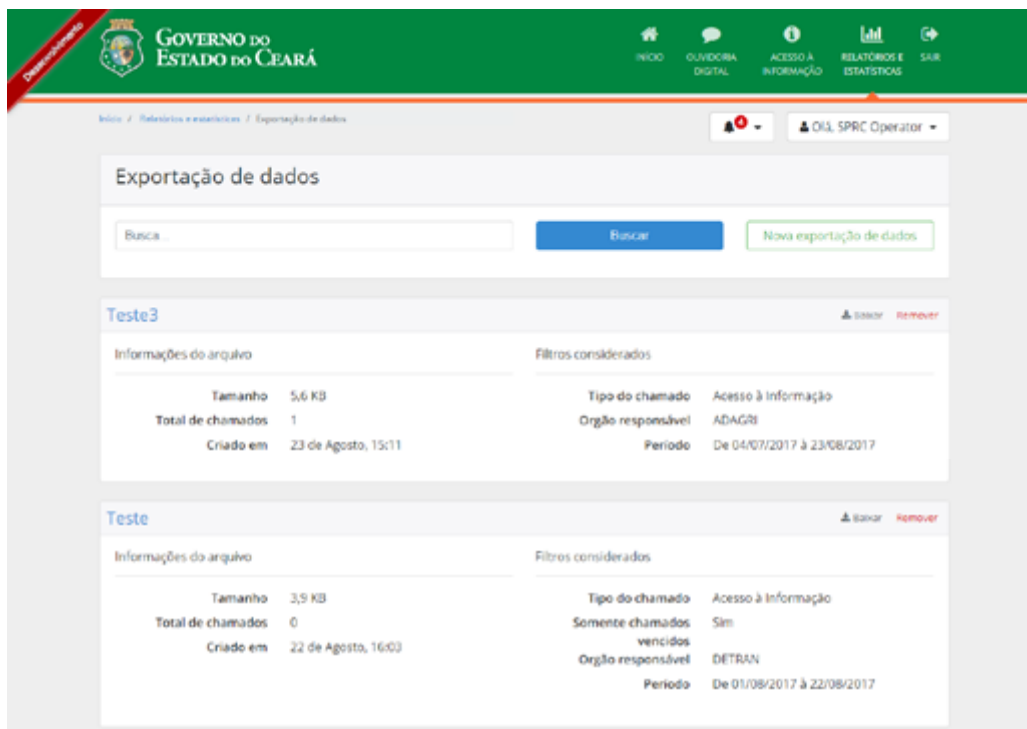 Desenvolvimento
GOVERNO DO
ESTADO DO CEARÁ
INÍCIO
OUVIDORIA
DIGITAL
ACESSO À
INFORMAÇÃO
RELATÓRIOS E
ESTATÍSTICAS
SAIR
Início / Relatórios e estatísticas / Exportação de dados
4
Olá, SPRC Operator
Exportação de dados
Busca...
Buscar
Nova exportação de dados
Teste3
Baixar Remover
Informações do arquivo
Filtros considerados
Tamanho 5,6 KB
Total de chamados 1
Criado em 23 de Agosto, 15:11
Tipo do chamado Acesso à Informação
Orgão responsável ADAGRI
Período De 04/07/2017 à 23/08/2017
Teste
Baixar Remover
Informações do arquivo
Filtros considerados
Tamanho 3,9 KB
Total de chamados 0
Criado em 22 de Agosto, 16:03
Tipo do chamado Acesso à Informação
Somente chamados Sim
vencidos
Orgão responsável DETRAN
Período De 01/08/2017 à 22/08/2017